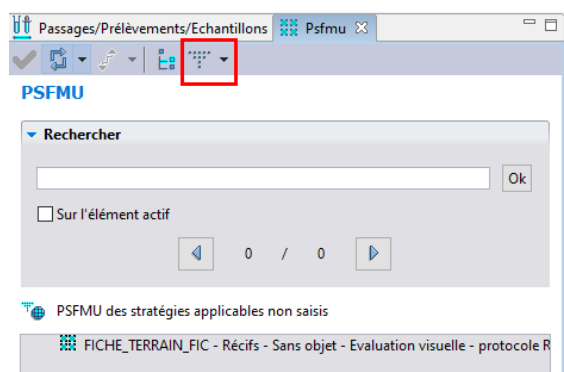 Passages/Prélèvements/Echantillons Psfmu
PSFMU
Rechercher
Ok
Sur l'élément actif
0 / 0
PSFMU des stratégies applicables non saisis
FICHE_TERRAIN_FIC - Récifs - Sans objet - Evaluation visuelle - protocole R